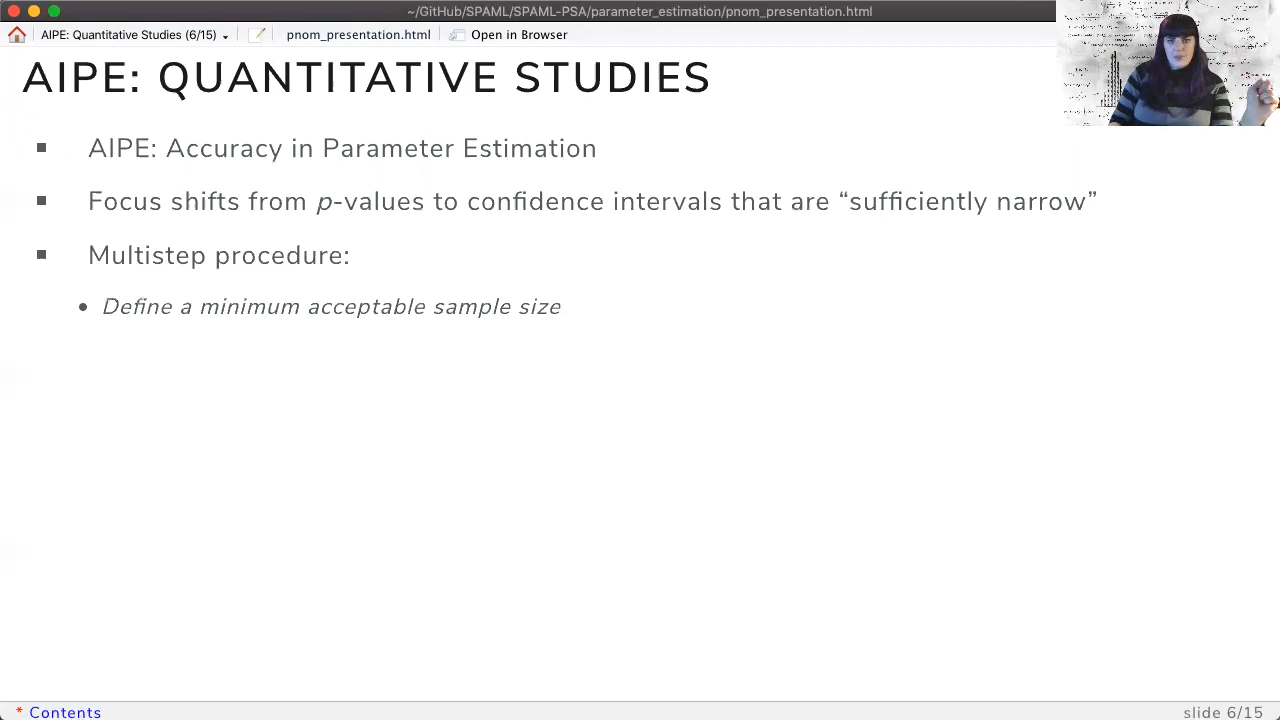 ~/GitHub/SPAML/SPAML-PSA/parameter_estimation/pnom_presentation.html
AIPE: Quantitative Studies (6/15)
pnom_presentation.html
Open in Browser
AIPE: QUANTITATIVE STUDIES
AIPE: Accuracy in Parameter Estimation
Focus shifts from p-values to confidence intervals that are “sufficiently narrow”
Multistep procedure:
Define a minimum acceptable sample size
* Contents
slide 6/15